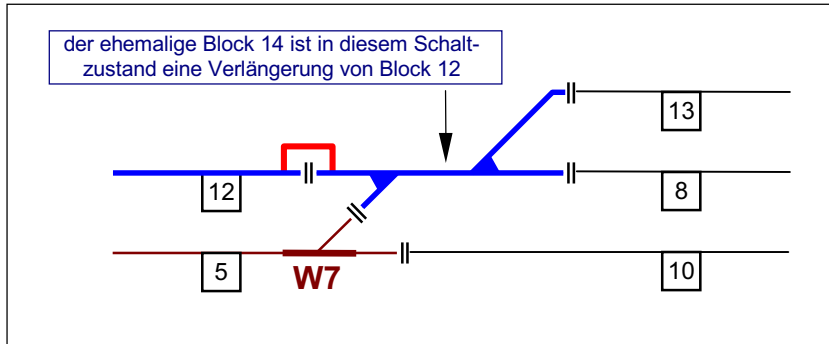 der ehemalige Block 14 ist in diesem Schalt-
zustand eine Verlängerung von Block 12
13
12
8
5
W7
10